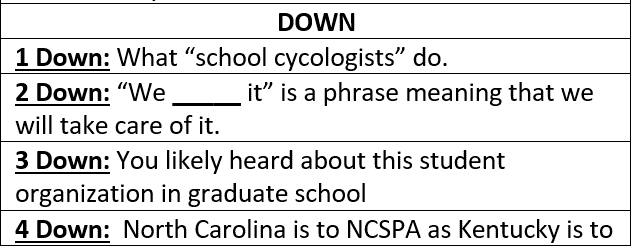 DOWN
1 Down: What “school cycologists” do.
2 Down: “We _____ it” is a phrase meaning that we
will take care of it.
3 Down: You likely heard about this student
organization in graduate school
4 Down:  North Carolina is to NCSPA as Kentucky is to